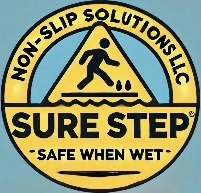 NON-SLIP SOLUTIONS LLC
SURE STEP®
-SAFE WHEN WET-